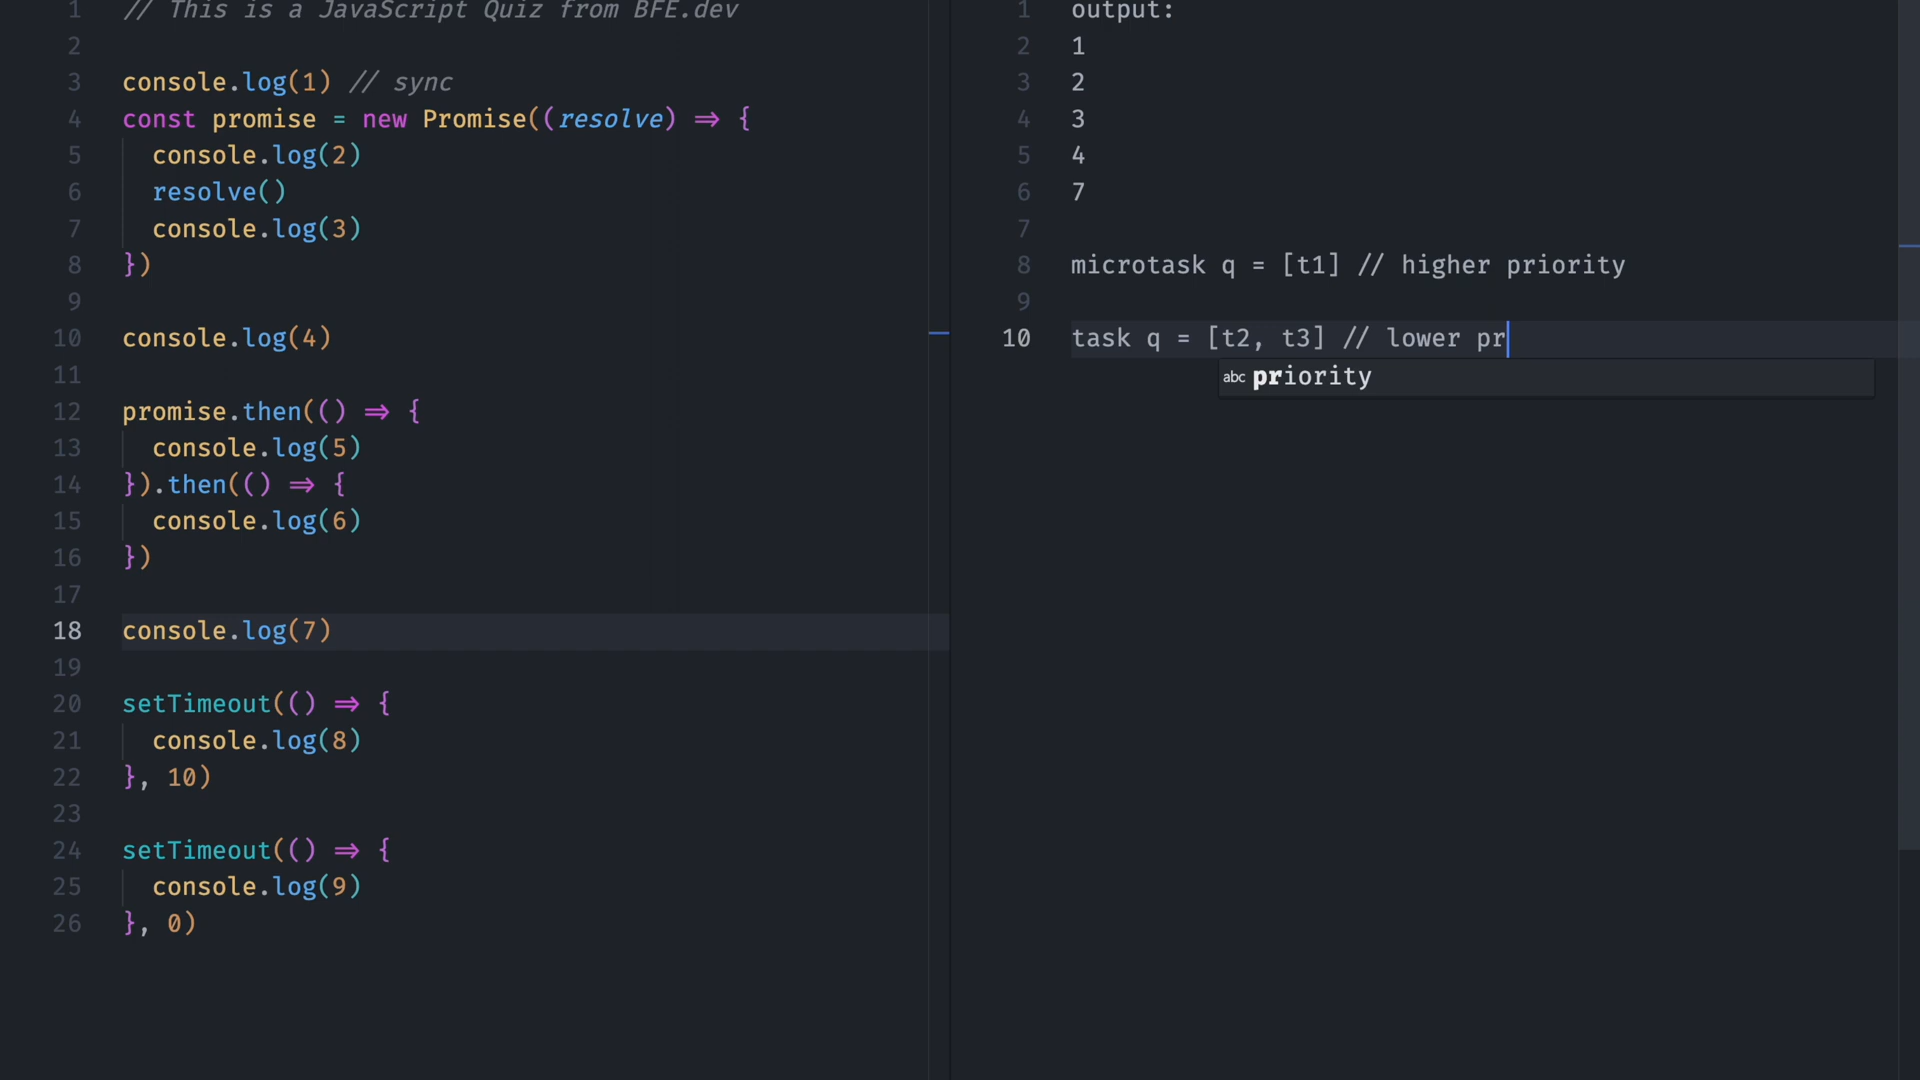 1 // This is a JavaScript Quiz from BFE.dev
2
3 console.log(1) // sync
4 const promise = new Promise((resolve) => {
5 console.log(2)
6 resolve()
7 console.log(3)
8 })
9
10 console.log(4)
11
12 promise.then(() => {
13 console.log(5)
14 }).then(() => {
15 console.log(6)
16 })
17
18 console.log(7)
19
20 setTimeout(() => {
21 console.log(8)
22 }, 10)
23
24 setTimeout(() => {
25 console.log(9)
26 }, 0)
1 output:
2 1
3 2
4 3
5 4
6 7
7
8 microtask q = [t1] // higher priority
9
10 task q = [t2, t3] // lower pr
abc priority